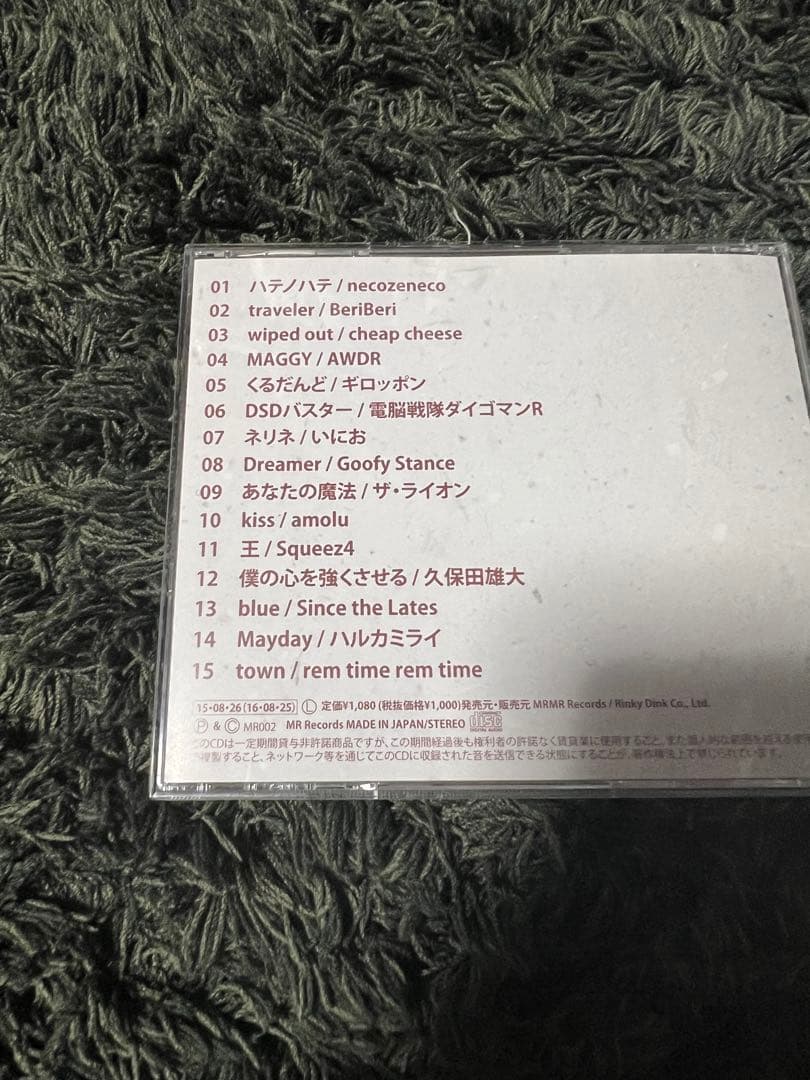 01 ハテノハテ / necozeneco
02 traveler / BeriBeri
03 wiped out / cheap cheese
04 MAGGY / AWDR
05 くるだんど / ギロッポン
06 DSDバスター / 電脳戦隊ダイゴマンR
07 ネリネ / いにお
08 Dreamer / Goofy Stance
09 あなたの魔法 / ザ・ライオン
10 kiss / amolu
11 王 / Squeez4
12 僕の心を強くさせる / 久保田雄大
13 blue / Since the Lates
14 Mayday / ハルカミライ
15 town / rem time rem time
15・08・26 (16・08・25) Ⓛ 定価¥1,080 (税抜価格¥1,000) 発売元・販売元 MRMR Records / Rinky Dink Co., Ltd.
Ⓟ & Ⓒ MR002 MR Records MADE IN JAPAN/STEREO disc DIGITAL AUDIO
このCDは一定期間貸与非許諾商品ですが、この期間経過後も権利者の許諾なく賃貸業に使用すること、また個人的な範囲を超える使用
複製すること、ネットワーク等を通じてこのCDに収録された音を送信できる状態にすることが、著作権法上で禁じられています。